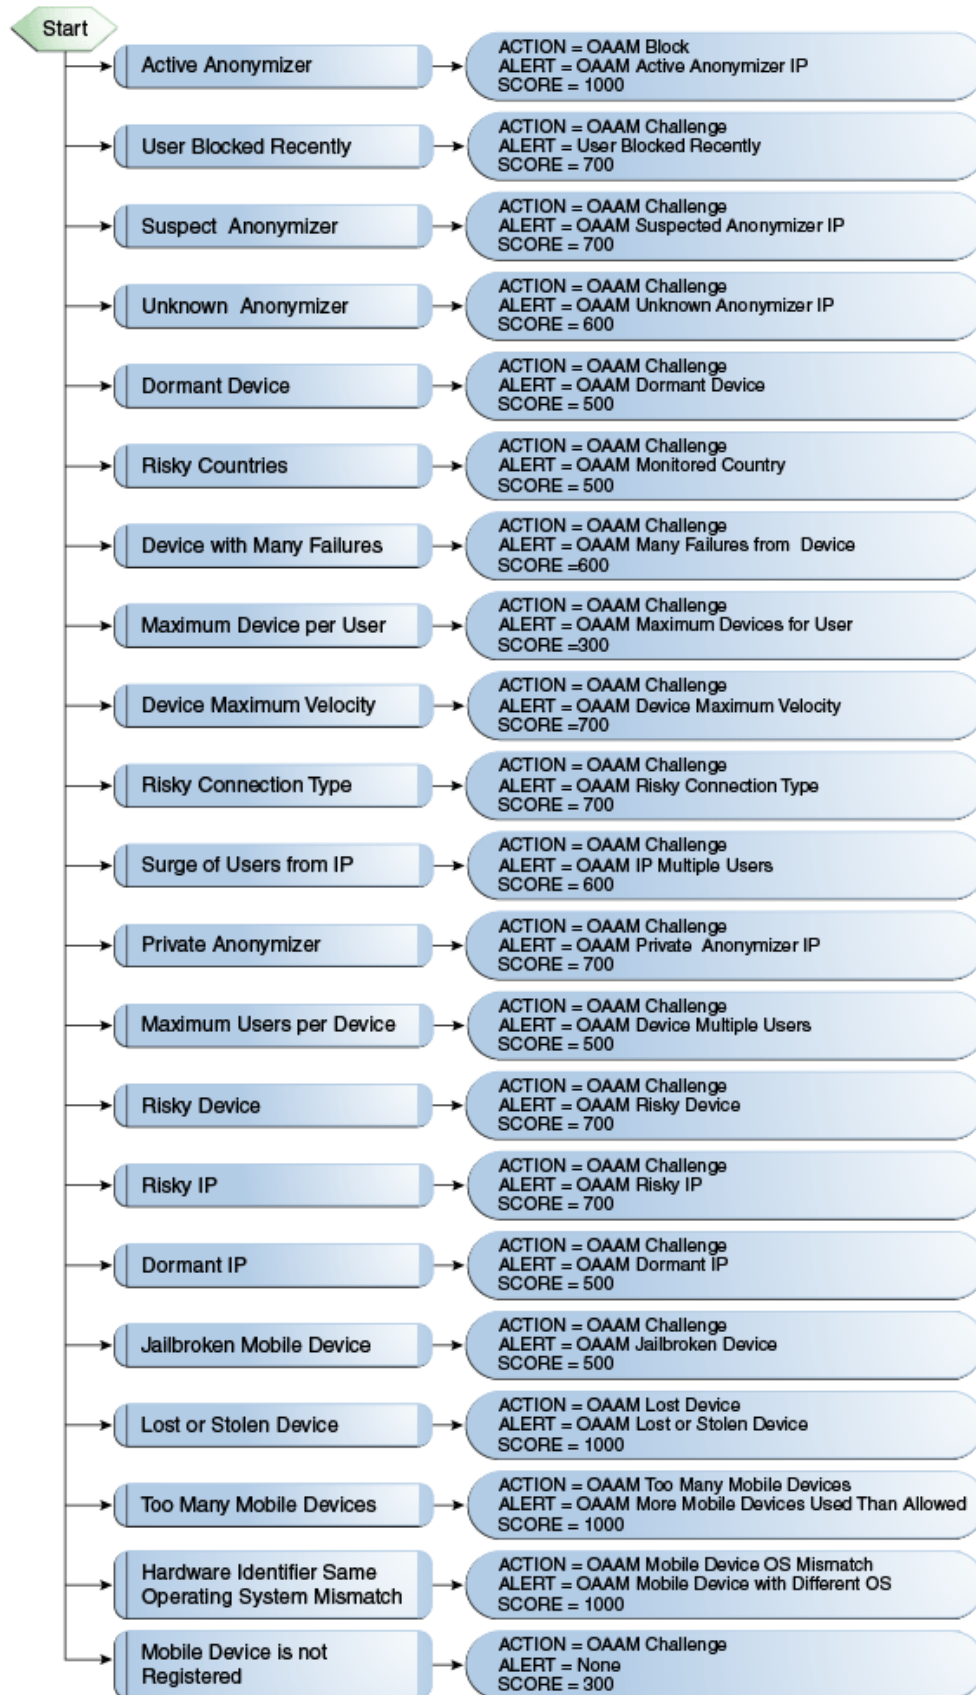 Start
Active Anonymizer
ACTION = OAAM Block
ALERT = OAAM Active Anonymizer IP
SCORE = 1000
User Blocked Recently
ACTION = OAAM Challenge
ALERT = User Blocked Recently
SCORE = 700
Suspect Anonymizer
ACTION = OAAM Challenge
ALERT = OAAM Suspected Anonymizer IP
SCORE = 700
Unknown Anonymizer
ACTION = OAAM Challenge
ALERT = OAAM Unknown Anonymizer IP
SCORE = 600
Dormant Device
ACTION = OAAM Challenge
ALERT = OAAM Dormant Device
SCORE = 500
Risky Countries
ACTION = OAAM Challenge
ALERT = OAAM Monitored Country
SCORE = 500
Device with Many Failures
ACTION = OAAM Challenge
ALERT = OAAM Many Failures from Device
SCORE =600
Maximum Device per User
ACTION = OAAM Challenge
ALERT = OAAM Maximum Devices for User
SCORE =300
Device Maximum Velocity
ACTION = OAAM Challenge
ALERT = OAAM Device Maximum Velocity
SCORE =700
Risky Connection Type
ACTION = OAAM Challenge
ALERT = OAAM Risky Connection Type
SCORE = 700
Surge of Users from IP
ACTION = OAAM Challenge
ALERT = OAAM IP Multiple Users
SCORE = 600
Private Anonymizer
ACTION = OAAM Challenge
ALERT = OAAM Private Anonymizer IP
SCORE = 700
Maximum Users per Device
ACTION = OAAM Challenge
ALERT = OAAM Device Multiple Users
SCORE = 500
Risky Device
ACTION = OAAM Challenge
ALERT = OAAM Risky Device
SCORE = 700
Risky IP
ACTION = OAAM Challenge
ALERT = OAAM Risky IP
SCORE = 700
Dormant IP
ACTION = OAAM Challenge
ALERT = OAAM Dormant IP
SCORE = 500
Jailbroken Mobile Device
ACTION = OAAM Challenge
ALERT = OAAM Jailbroken Device
SCORE = 500
Lost or Stolen Device
ACTION = OAAM Lost Device
ALERT = OAAM Lost or Stolen Device
SCORE = 1000
Too Many Mobile Devices
ACTION = OAAM Too Many Mobile Devices
ALERT = OAAM More Mobile Devices Used Than Allowed
SCORE = 1000
Hardware Identifier Same
Operating System Mismatch
ACTION = OAAM Mobile Device OS Mismatch
ALERT = OAAM Mobile Device with Different OS
SCORE = 1000
Mobile Device is not
Registered
ACTION = OAAM Challenge
ALERT = None
SCORE = 300